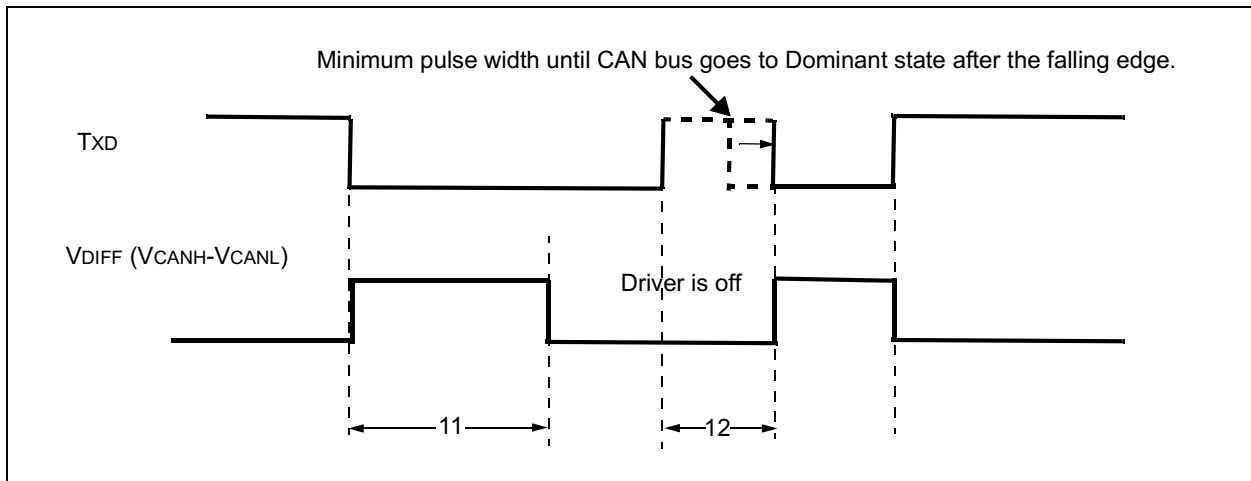 Minimum pulse width until CAN bus goes to Dominant state after the falling edge.
TXD
VDIFF (VCANH-VCANL)
Driver is off
11
12